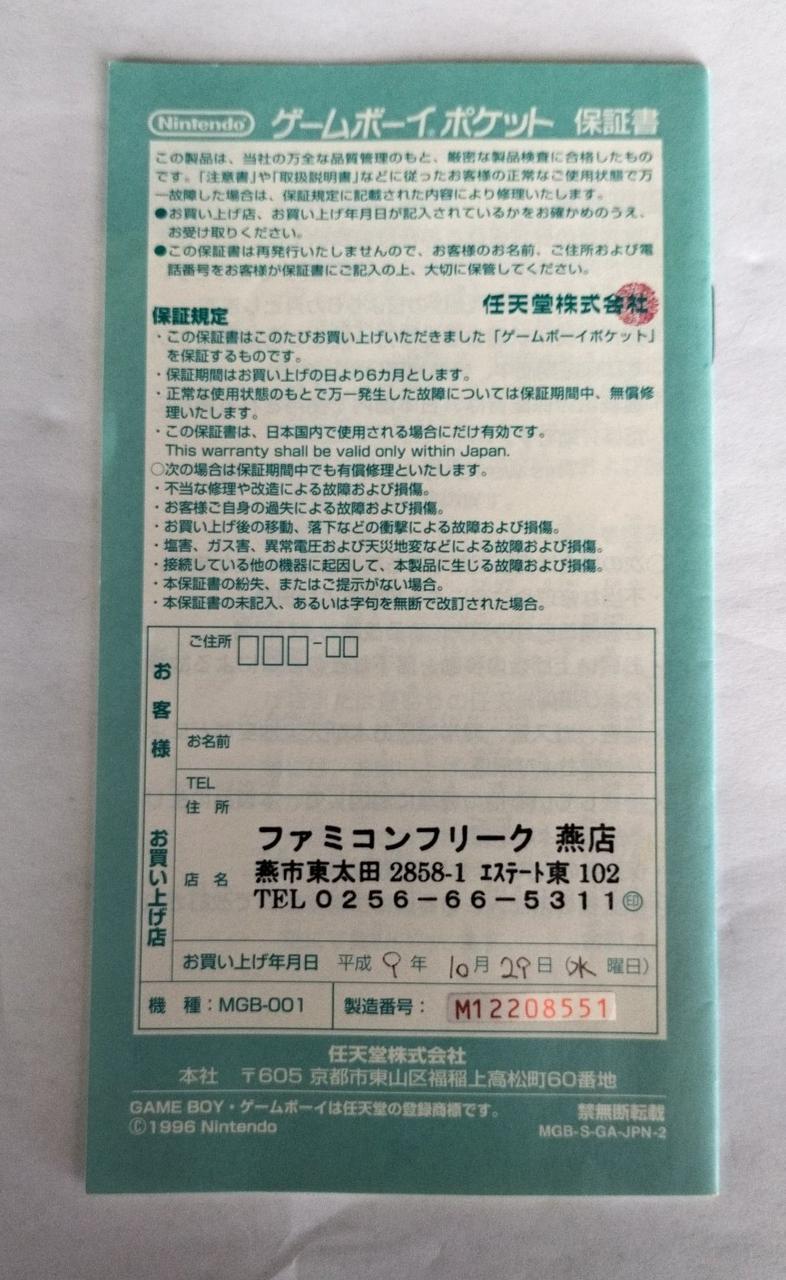 Nintendo ゲームボーイ ポケット 保証書
この製品は、当社の万全な品質管理のもと、厳密な製品検査に合格したもの
です。「注意書」や「取扱説明書」などに従ったお客様の正常なご使用状態で万
一故障した場合は、保証規定に記載された内容により修理いたします。
●お買い上げ店、お買い上げ年月日が記入されているかをお確かめのうえ、
お受け取りください。
●この保証書は再発行いたしませんので、お客様のお名前、ご住所および電
話番号をお客様が保証書にご記入の上、大切に保管してください。
任天堂株式会社
保証規定
・この保証書はこのたびお買い上げいただきました「ゲームボーイポケット」
を保証するものです。
・保証期間はお買い上げの日より6カ月とします。
・正常な使用状態のもとで万一発生した故障については保証期間中、無償修
理いたします。
・この保証書は、日本国内で使用される場合にだけ有効です。
This warranty shall be valid only within Japan.
○次の場合は保証期間中でも有償修理といたします。
・不当な修理や改造による故障および損傷。
・お客様ご自身の過失による故障および損傷。
・お買い上げ後の移動、落下などの衝撃による故障および損傷。
・塩害、ガス害、異常電圧および天災地変などによる故障および損傷。
・接続している他の機器に起因して、本製品に生じる故障および損傷。
・本保証書の紛失、またはご提示がない場合。
・本保証書の未記入、あるいは字句を無断で改訂された場合。
お客様
ご住所 □□□-□□
お名前
TEL
お買い上げ店
住所
ファミコンフリーク 燕店
店名 燕市東太田 2858-1 エステート東 102
TEL 0256-66-5311 ㊞
お買い上げ年月日 平成 9 年 10 月 29 日 (水 曜日)
機 種：MGB-001 製造番号： M12208551
任天堂株式会社
本社 〒605 京都市東山区福稲上高松町60番地
GAME BOY・ゲームボーイは任天堂の登録商標です。 禁無断転載
©1996 Nintendo MGB-S-GA-JPN-2